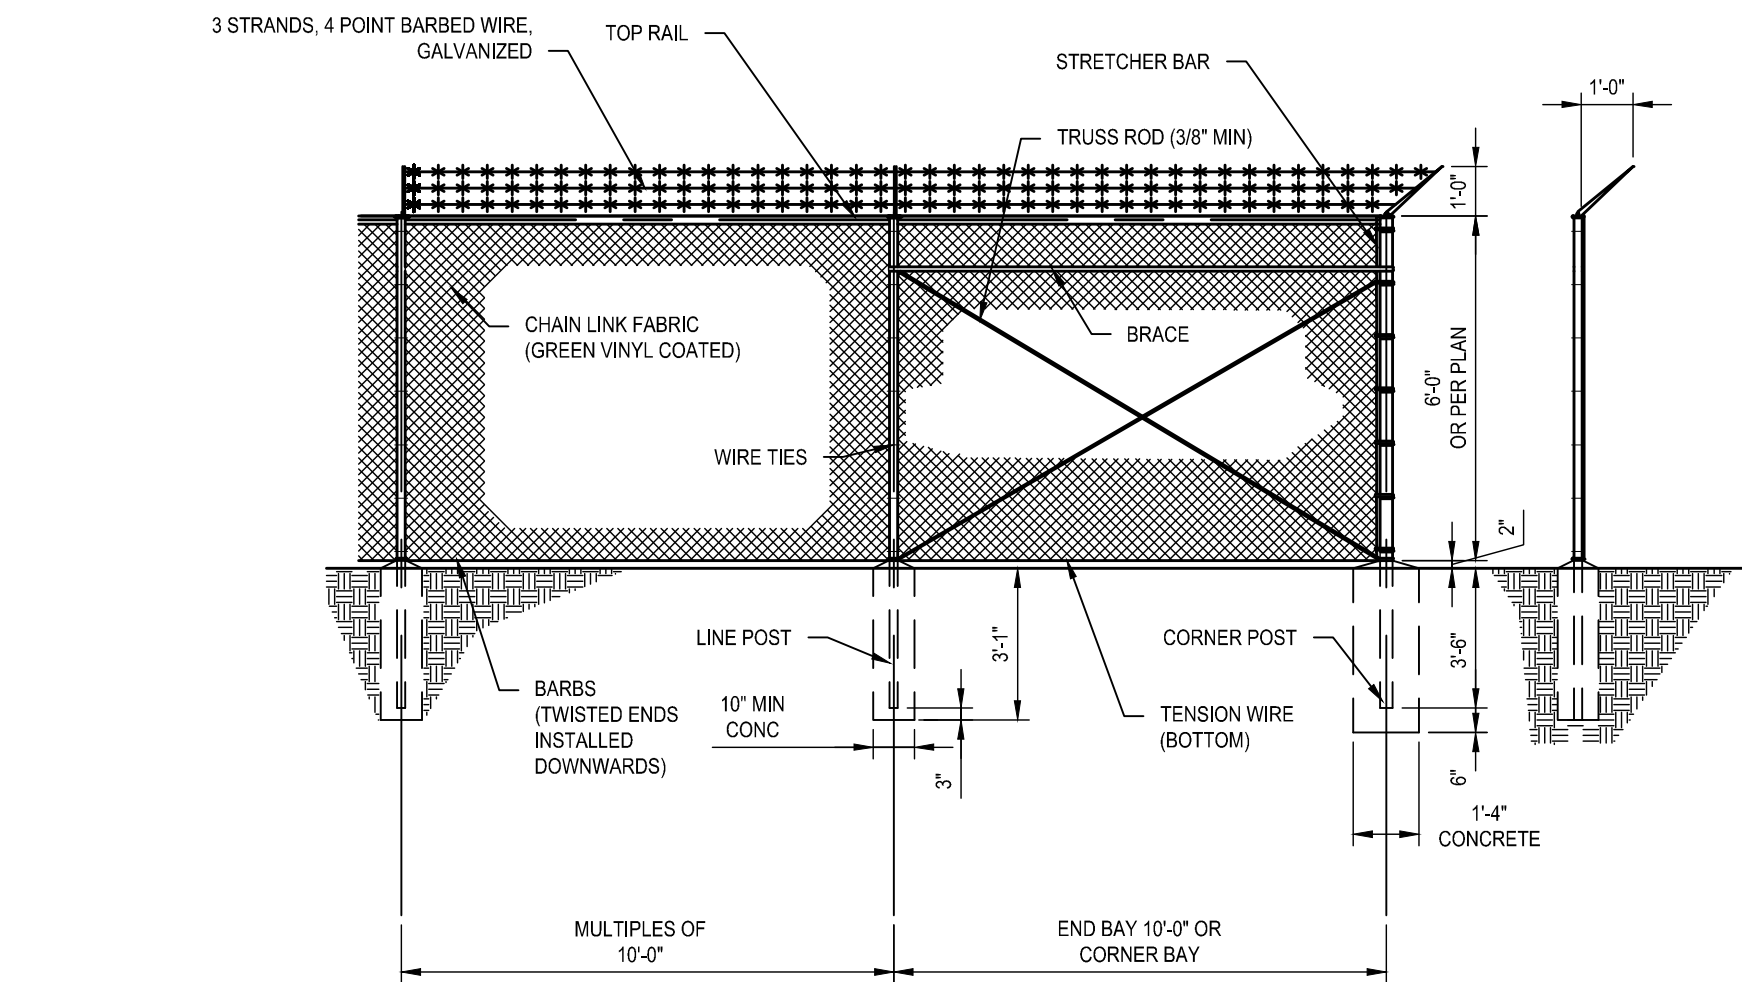 3 STRANDS, 4 POINT BARBED WIRE,
GALVANIZED
TOP RAIL
STRETCHER BAR
1'-0"
TRUSS ROD (3/8" MIN)
1'-0"
CHAIN LINK FABRIC
(GREEN VINYL COATED)
BRACE
6'-0"
OR PER PLAN
WIRE TIES
2"
LINE POST
3'-1"
CORNER POST
3'-6"
BARBS
(TWISTED ENDS
INSTALLED
DOWNWARDS)
10" MIN
CONC
3"
TENSION WIRE
(BOTTOM)
6"
1'-4"
CONCRETE
MULTIPLES OF
10'-0"
END BAY 10'-0" OR
CORNER BAY